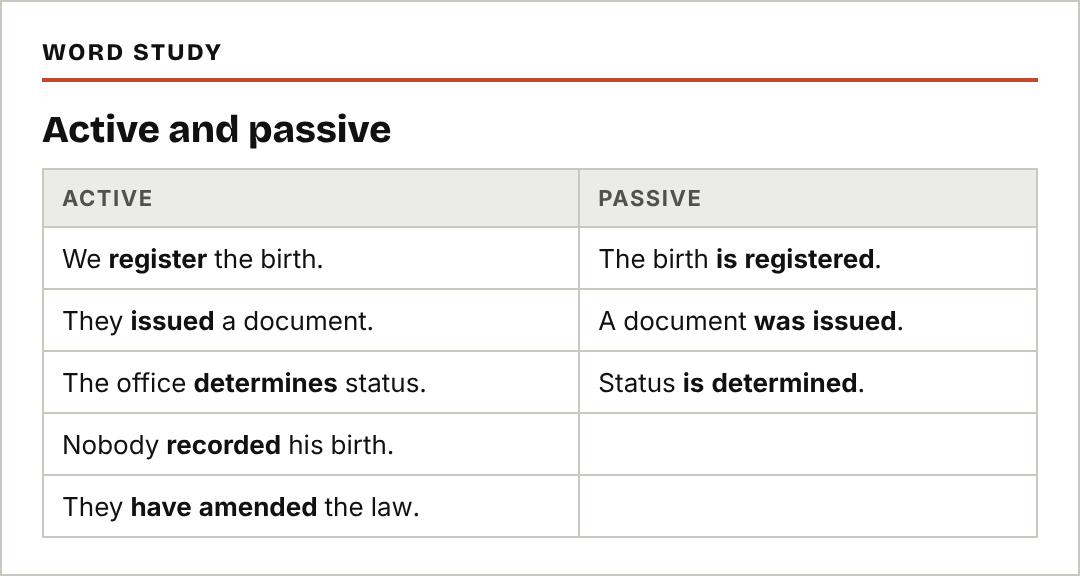 WORD STUDY
Active and passive
ACTIVE PASSIVE
We register the birth. The birth is registered.
They issued a document. A document was issued.
The office determines status. Status is determined.
Nobody recorded his birth.
They have amended the law.